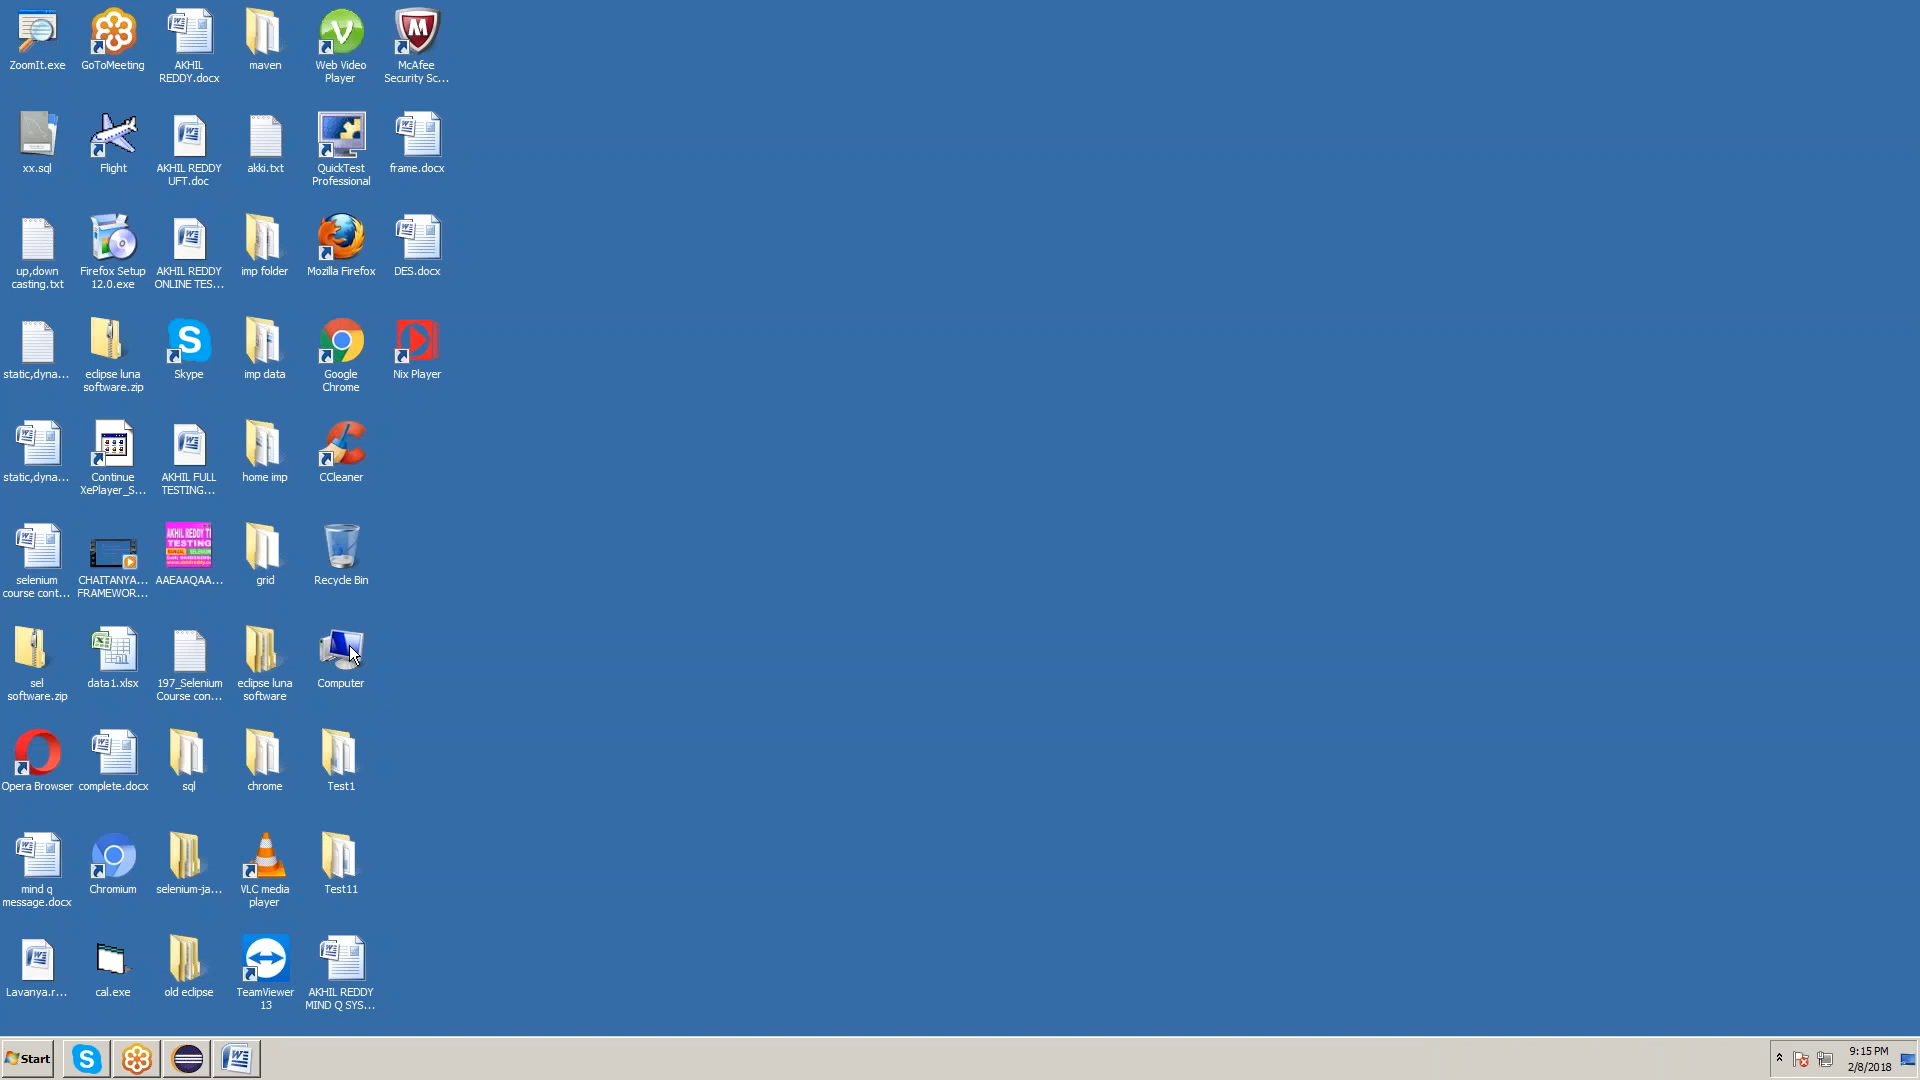 ZoomIt.exe
GoToMeeting
AKHIL
REDDY.docx
maven
Web Video
Player
McAfee
Security Sc...
xx.sql
Flight
AKHIL REDDY
UFT.doc
akki.txt
QuickTest
Professional
frame.docx
up,down
casting.txt
Firefox Setup
12.0.exe
AKHIL REDDY
ONLINE TES...
imp folder
Mozilla Firefox
DES.docx
static,dyna...
eclipse luna
software.zip
Skype
imp data
Google
Chrome
Nix Player
static,dyna...
Continue
XePlayer_S...
AKHIL FULL
TESTING...
home imp
CCleaner
selenium
course cont...
CHAITANYA...
FRAMEWOR...
AAEAAQAA...
grid
Recycle Bin
sel
software.zip
data1.xlsx
197_Selenium
Course con...
eclipse luna
software
Computer
Opera Browser
complete.docx
sql
chrome
Test1
mind q
message.docx
Chromium
selenium-ja...
VLC media
player
Test11
Lavanya.r...
cal.exe
old eclipse
TeamViewer
13
AKHIL REDDY
MIND Q SYS...
Start
9:15 PM
2/8/2018